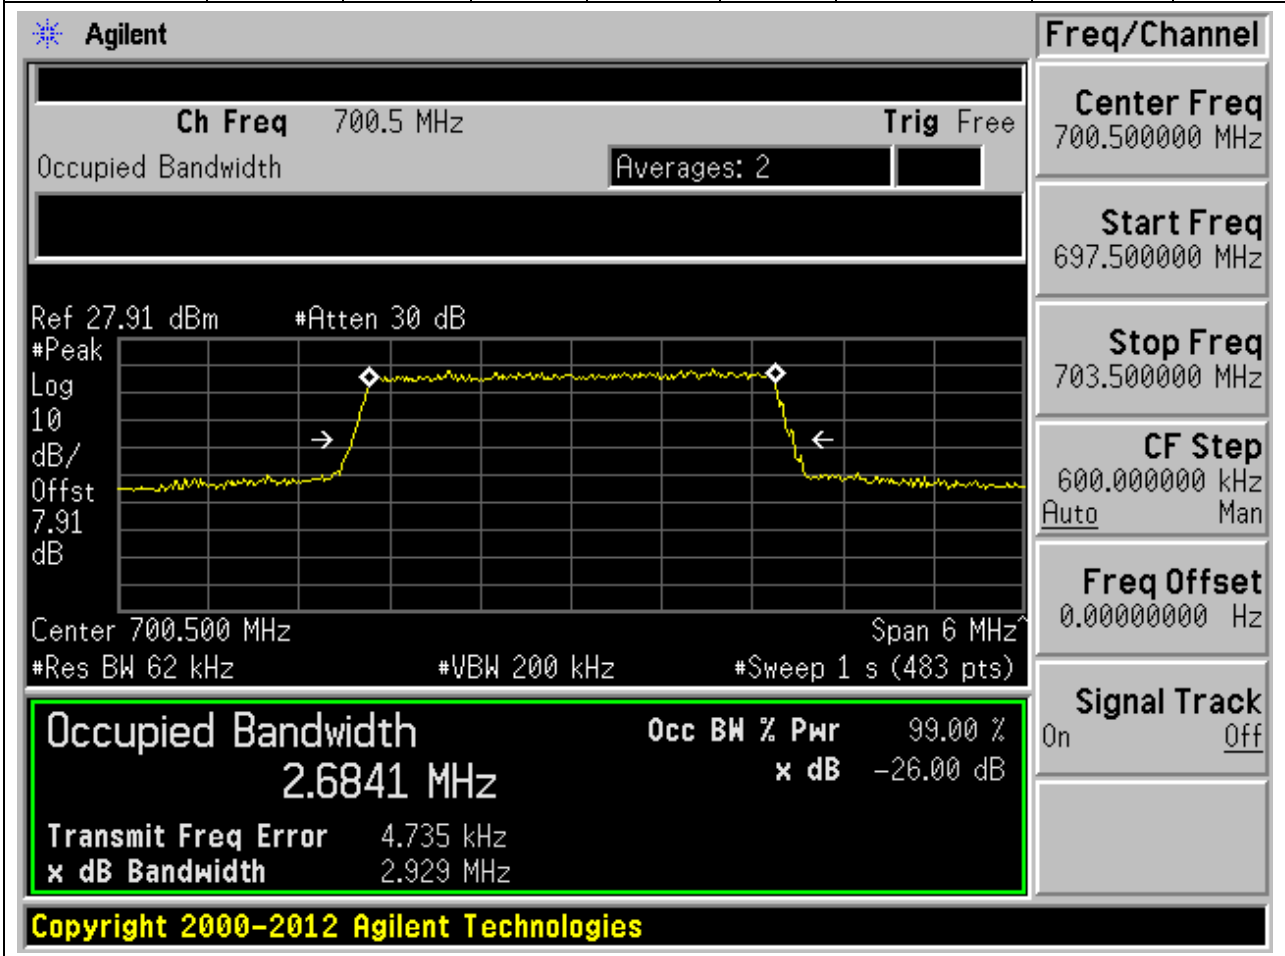 Agilent
Freq/Channel
Ch Freq 700.5 MHz Trig Free
Occupied Bandwidth Averages: 2
Center Freq
700.500000 MHz
Start Freq
697.500000 MHz
Stop Freq
703.500000 MHz
CF Step
600.000000 kHz
Auto Man
Freq Offset
0.00000000 Hz
Signal Track
On Off
Ref 27.91 dBm #Atten 30 dB
#Peak
Log
10
dB/
Offst
7.91
dB
Center 700.500 MHz Span 6 MHz^
#Res BW 62 kHz #VBW 200 kHz #Sweep 1 s (483 pts)
Occupied Bandwidth Occ BW % Pwr 99.00 %
2.6841 MHz x dB -26.00 dB
Transmit Freq Error 4.735 kHz
x dB Bandwidth 2.929 MHz
Copyright 2000-2012 Agilent Technologies